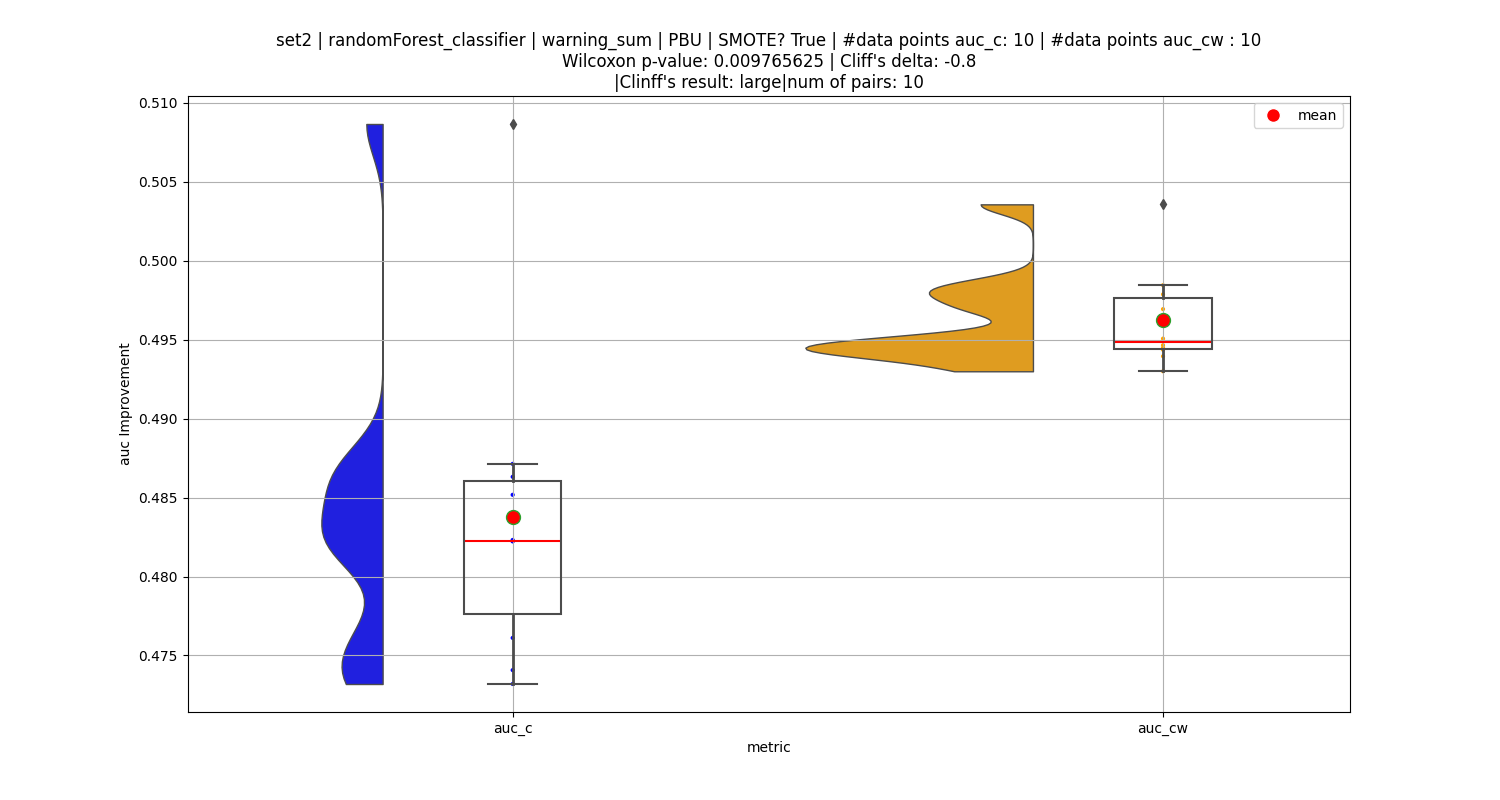 set2 | randomForest_classifier | warning_sum | PBU | SMOTE? True | #data points auc_c: 10 | #data points auc_cw : 10
Wilcoxon p-value: 0.009765625 | Cliff's delta: -0.8
|Clinff's result: large|num of pairs: 10
mean
0.510
0.505
0.500
0.495
0.490
0.485
0.480
0.475
auc Improvement
auc_c
auc_cw
metric